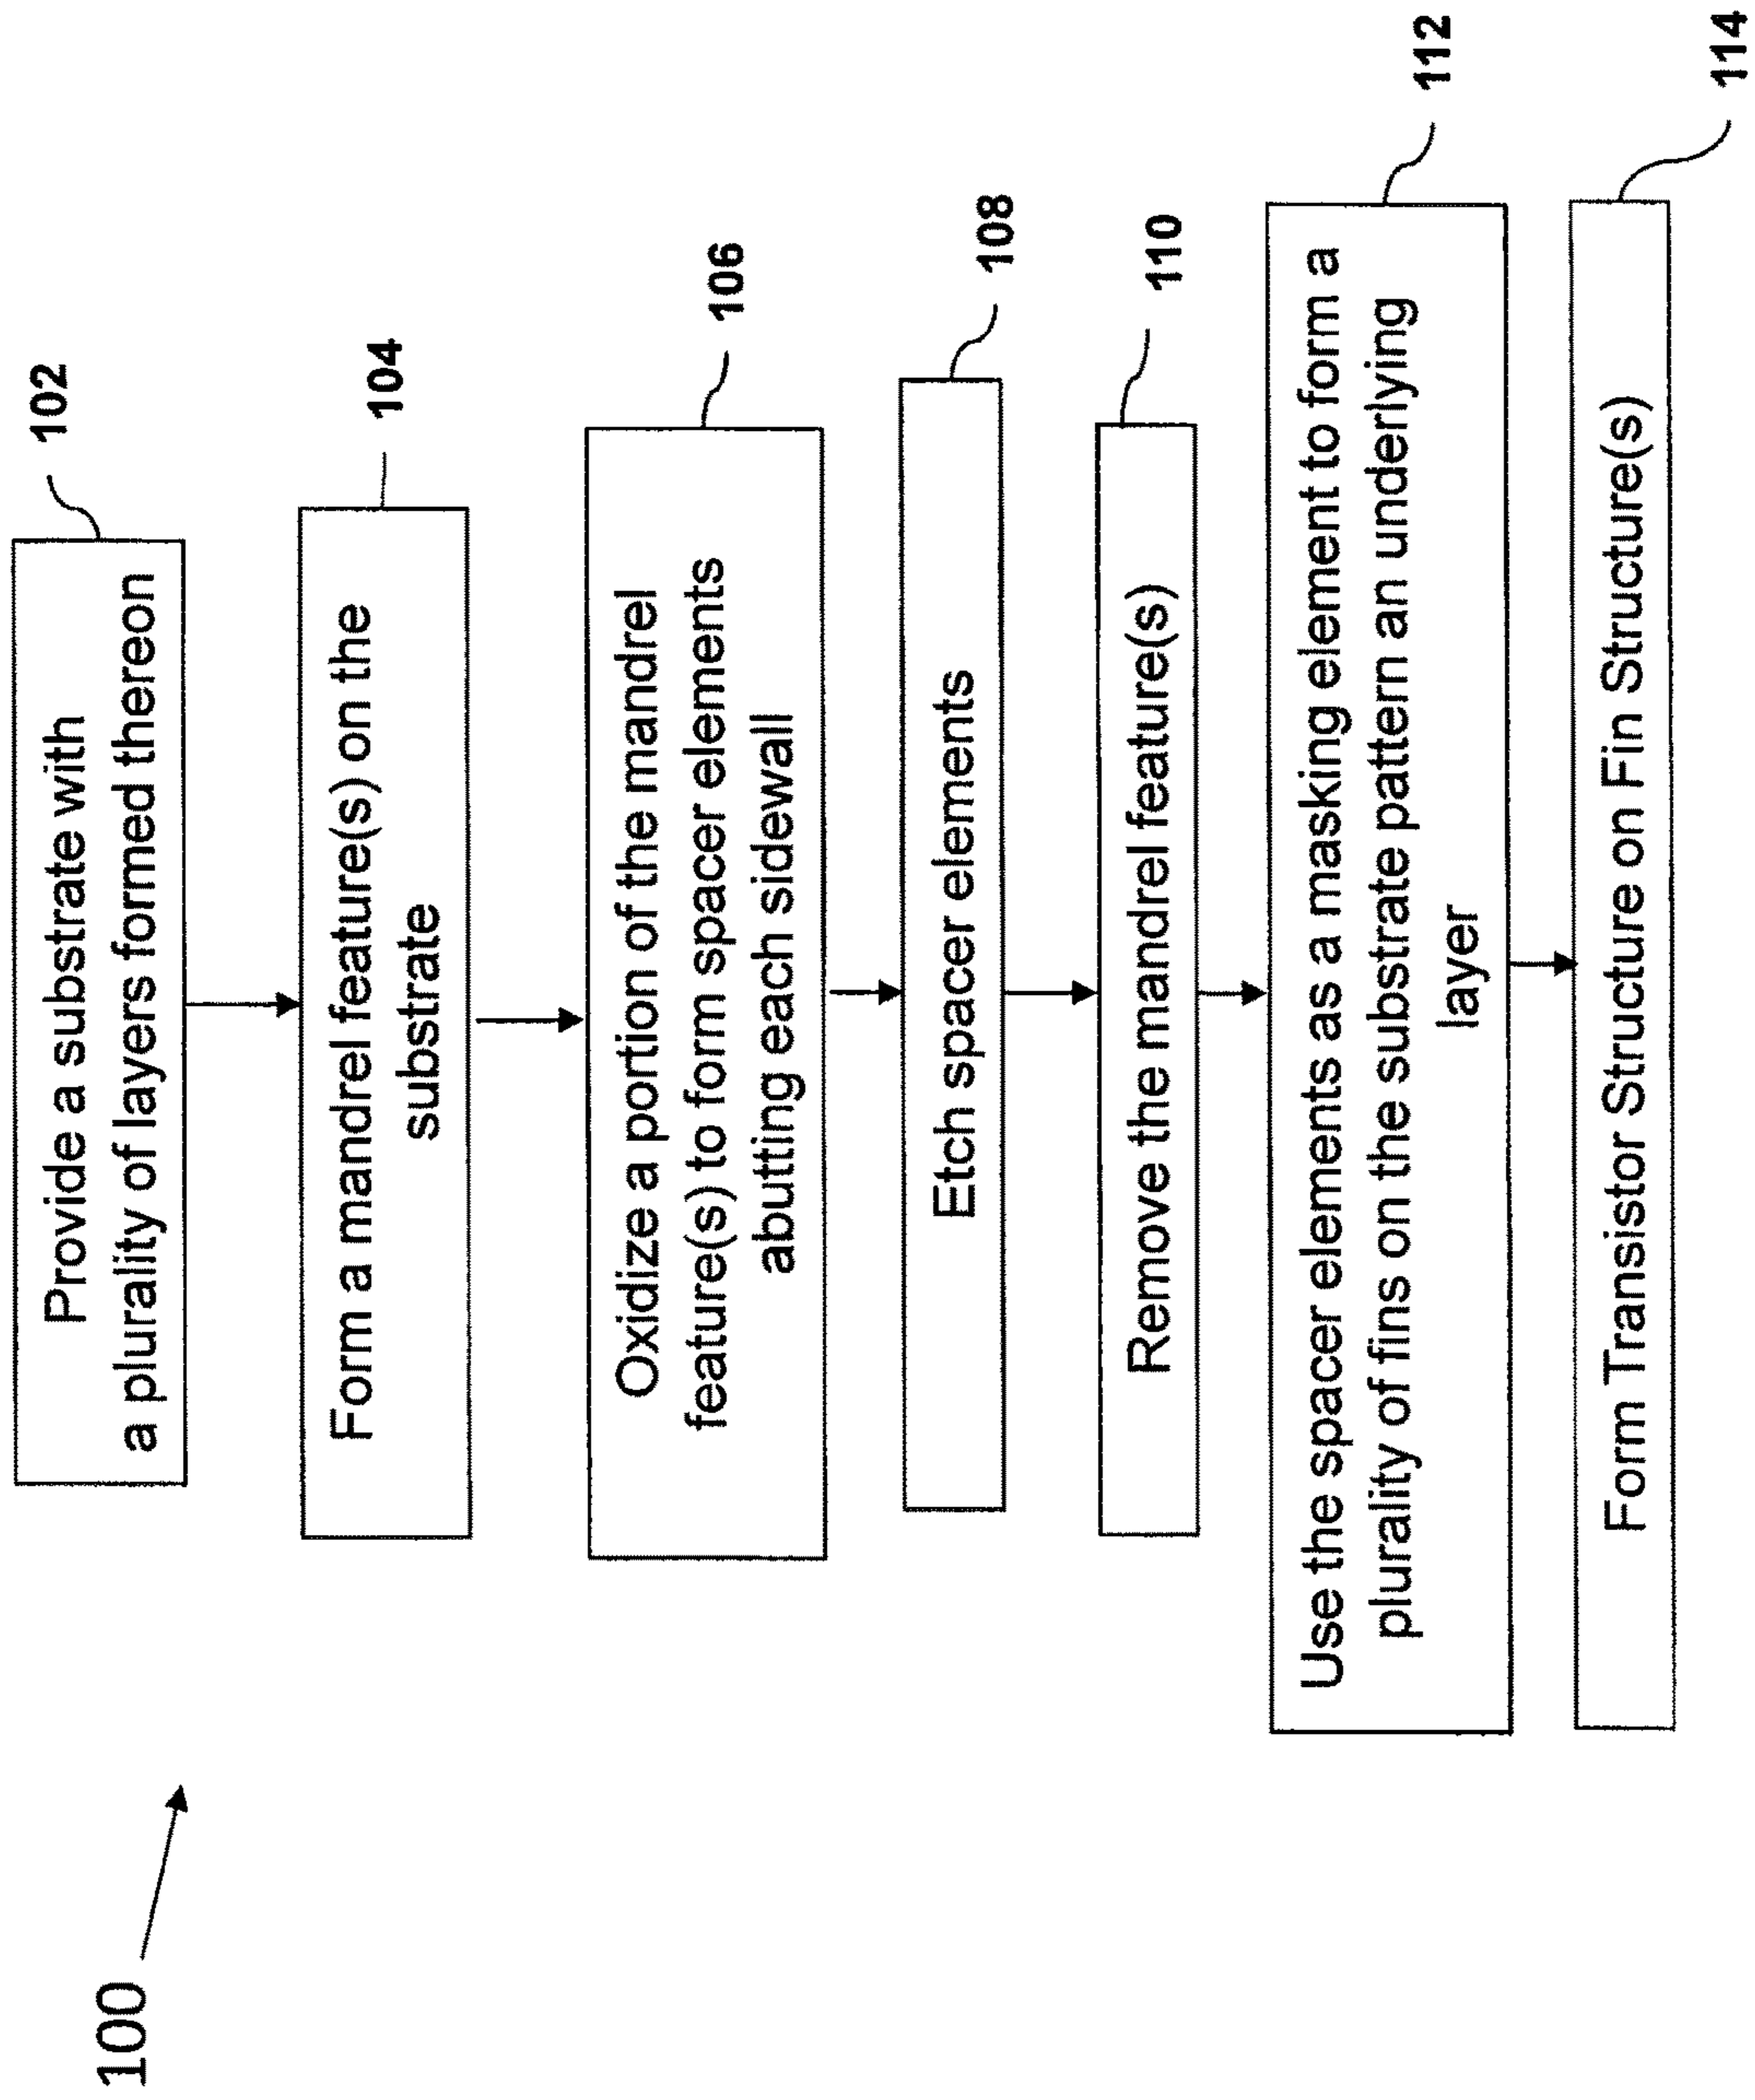 100
Provide a substrate with
a plurality of layers formed thereon
102
Form a mandrel feature(s) on the
substrate
104
Oxidize a portion of the mandrel
feature(s) to form spacer elements
abutting each sidewall
106
Etch spacer elements
108
Remove the mandrel feature(s)
110
Use the spacer elements as a masking element to form a
plurality of fins on the substrate pattern an underlying
layer
112
Form Transistor Structure on Fin Structure(s)
114